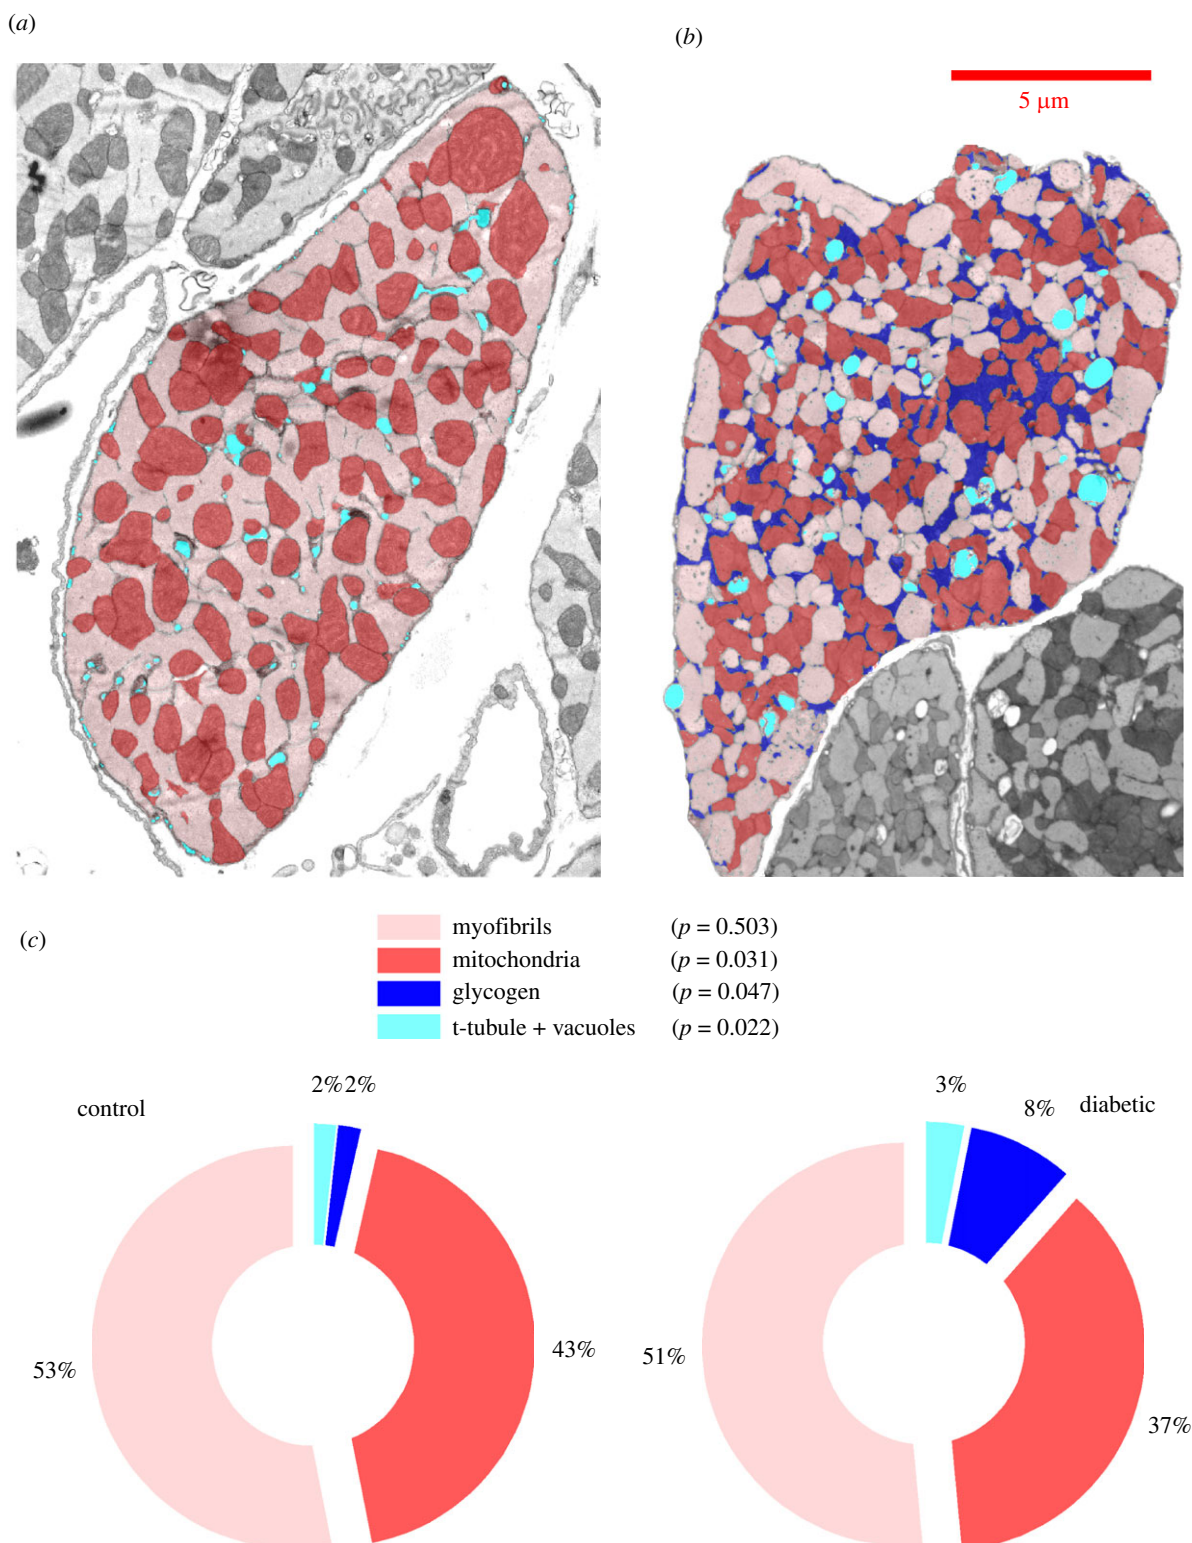 (a)
(b)
5 µm
(c)
myofibrils (p = 0.503)
mitochondria (p = 0.031)
glycogen (p = 0.047)
t-tubule + vacuoles (p = 0.022)
control
2% 2%
53%
43%
diabetic
3%
8%
51%
37%